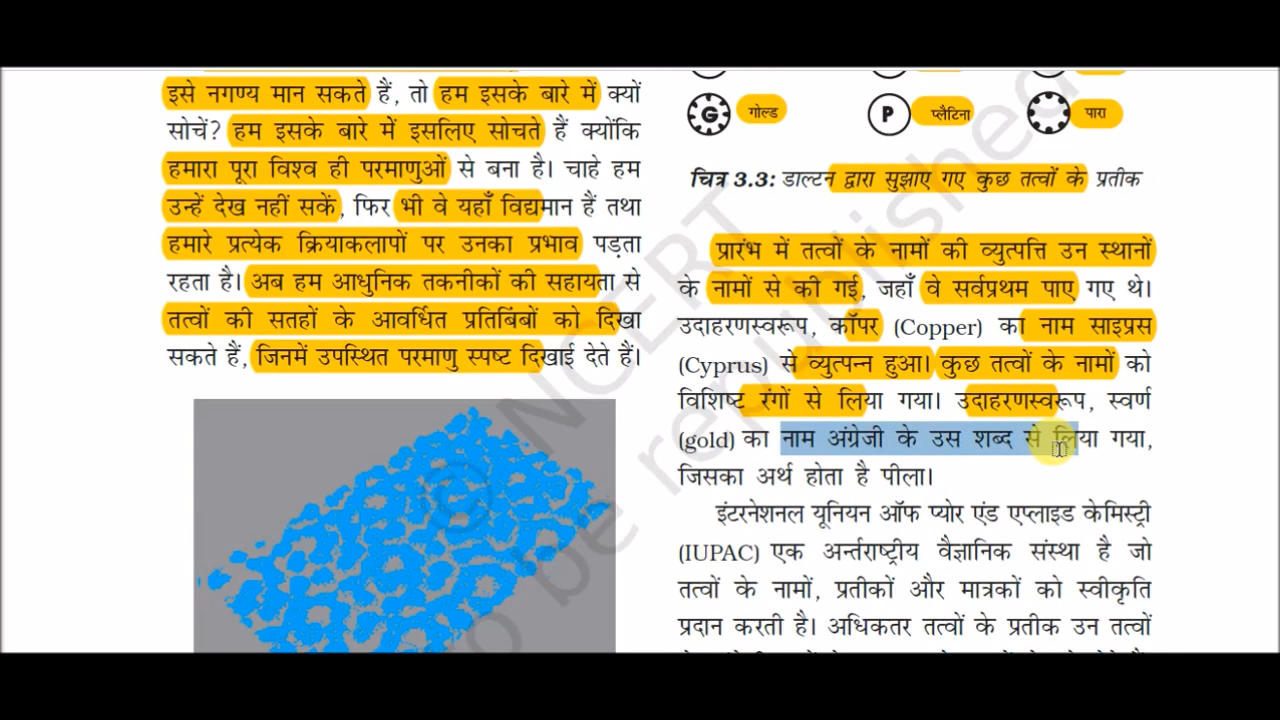 इसे नगण्य मान सकते हैं, तो हम इसके बारे में क्यों
सोचें? हम इसके बारे में इसलिए सोचते हैं क्योंकि
हमारा पूरा विश्व ही परमाणुओं से बना है। चाहे हम
उन्हें देख नहीं सकें, फिर भी वे यहाँ विद्यमान हैं तथा
हमारे प्रत्येक क्रियाकलापों पर उनका प्रभाव पड़ता
रहता है। अब हम आधुनिक तकनीकों की सहायता से
तत्वों की सतहों के आवर्धित प्रतिबिंबों को दिखा
सकते हैं, जिनमें उपस्थित परमाणु स्पष्ट दिखाई देते हैं।
G गोल्ड P प्लैटिना पारा
चित्र 3.3: डाल्टन द्वारा सुझाए गए कुछ तत्वों के प्रतीक
प्रारंभ में तत्वों के नामों की व्युत्पत्ति उन स्थानों
के नामों से की गई, जहाँ वे सर्वप्रथम पाए गए थे।
उदाहरणस्वरूप, कॉपर (Copper) का नाम साइप्रस
(Cyprus) से व्युत्पन्न हुआ। कुछ तत्वों के नामों को
विशिष्ट रंगों से लिया गया। उदाहरणस्वरूप, स्वर्ण
(gold) का नाम अंग्रेजी के उस शब्द से लिया गया,
जिसका अर्थ होता है पीला।
इंटरनेशनल यूनियन ऑफ प्योर एंड एप्लाइड केमिस्ट्री
(IUPAC) एक अर्न्तराष्ट्रीय वैज्ञानिक संस्था है जो
तत्वों के नामों, प्रतीकों और मात्रकों को स्वीकृति
प्रदान करती है। अधिकतर तत्वों के प्रतीक उन तत्वों
© NCERT
be republished